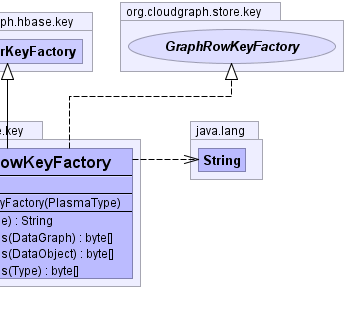 ph.hbase.key
org.cloudgraph.store.key
rKeyFactory
GraphRowKeyFactory
e.key
java.lang
owKeyFactory
String
yFactory(PlasmaType)
e) : String
s(DataGraph) : byte[]
s(DataObject) : byte[]
s(Type) : byte[]